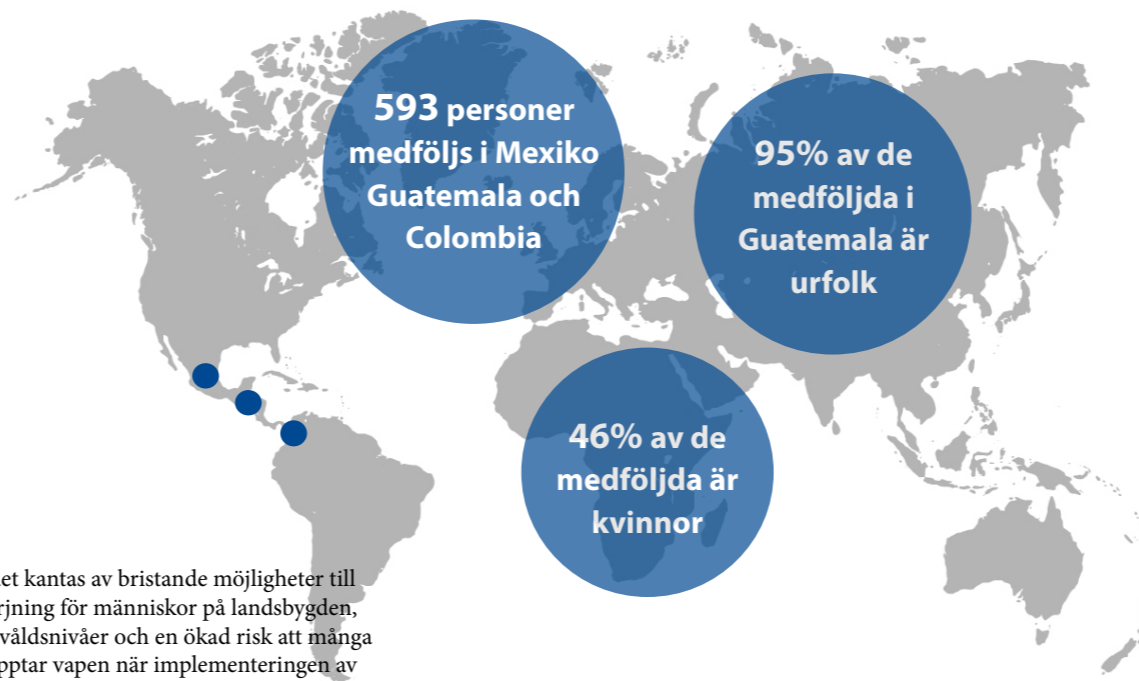 593 personer
medföljs i Mexiko
Guatemala och
Colombia
95% av de
medföljda i
Guatemala är
urfolk
46% av de
medföljda är
kvinnor
et kantas av bristande möjligheter till
rjning för människor på landsbygden,
våldsnivåer och en ökad risk att många
pptar vapen när implementeringen av